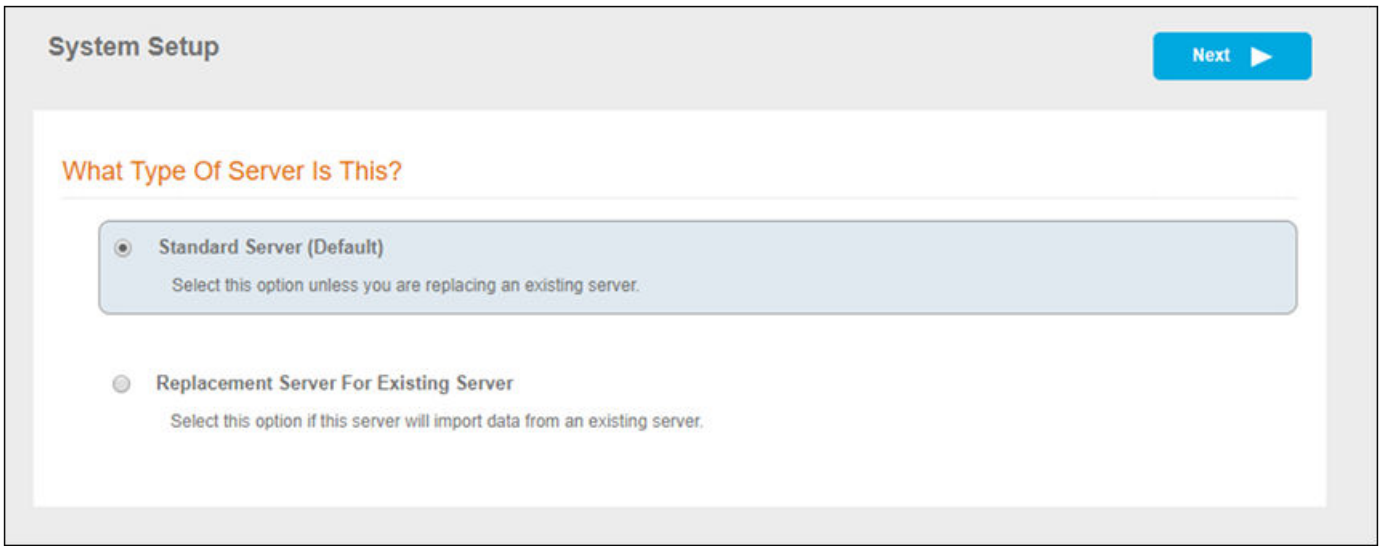 System Setup
Next
What Type Of Server Is This?
Standard Server (Default)
Select this option unless you are replacing an existing server.
Replacement Server For Existing Server
Select this option if this server will import data from an existing server.